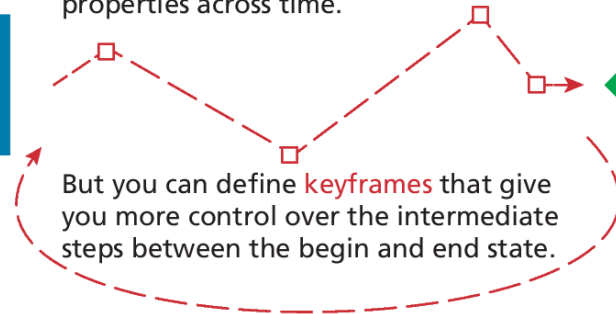 properties across time.
But you can define keyframes that give
you more control over the intermediate
steps between the begin and end state.